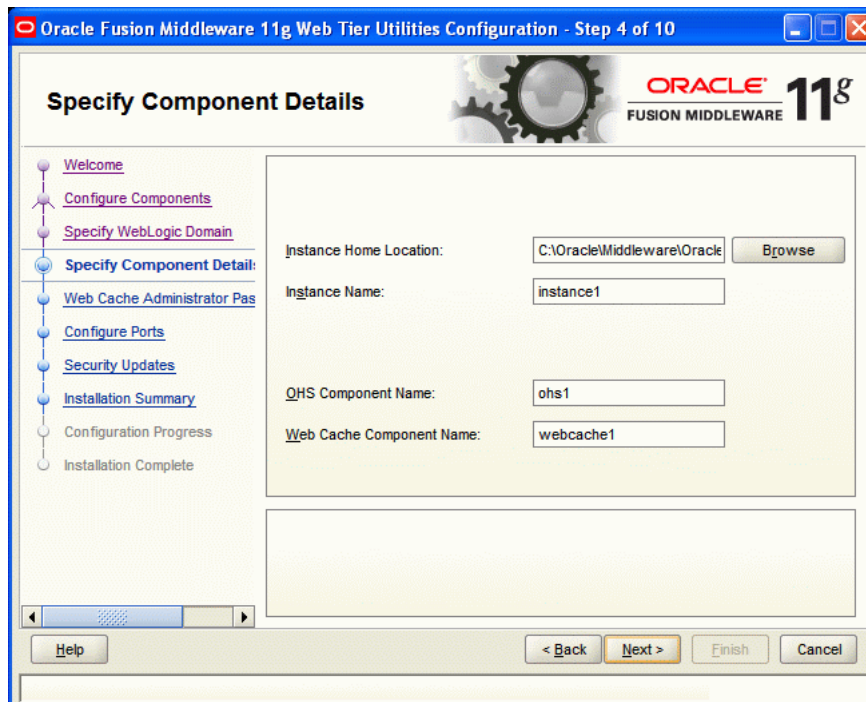 Oracle Fusion Middleware 11g Web Tier Utilities Configuration - Step 4 of 10
Specify Component Details
ORACLE
FUSION MIDDLEWARE
11g
Welcome
Configure Components
Specify WebLogic Domain
Specify Component Details
Web Cache Administrator Pas
Configure Ports
Security Updates
Installation Summary
Configuration Progress
Installation Complete
Instance Home Location: C:\Oracle\Middleware\Oracle Browse
Instance Name: instance1
OHS Component Name: ohs1
Web Cache Component Name: webcache1
Help < Back Next > Finish Cancel